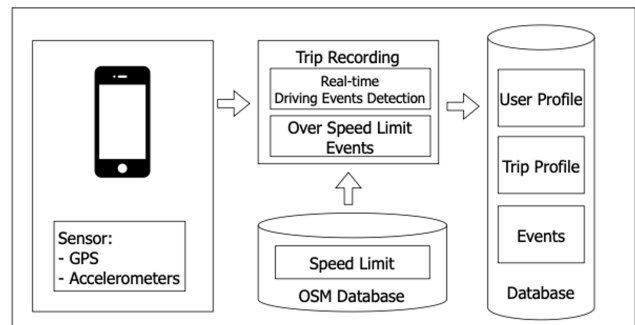 Sensor:
- GPS
- Accelerometers
Trip Recording
Real-time
Driving Events Detection
Over Speed Limit
Events
Speed Limit
OSM Database
User Profile
Trip Profile
Events
Database